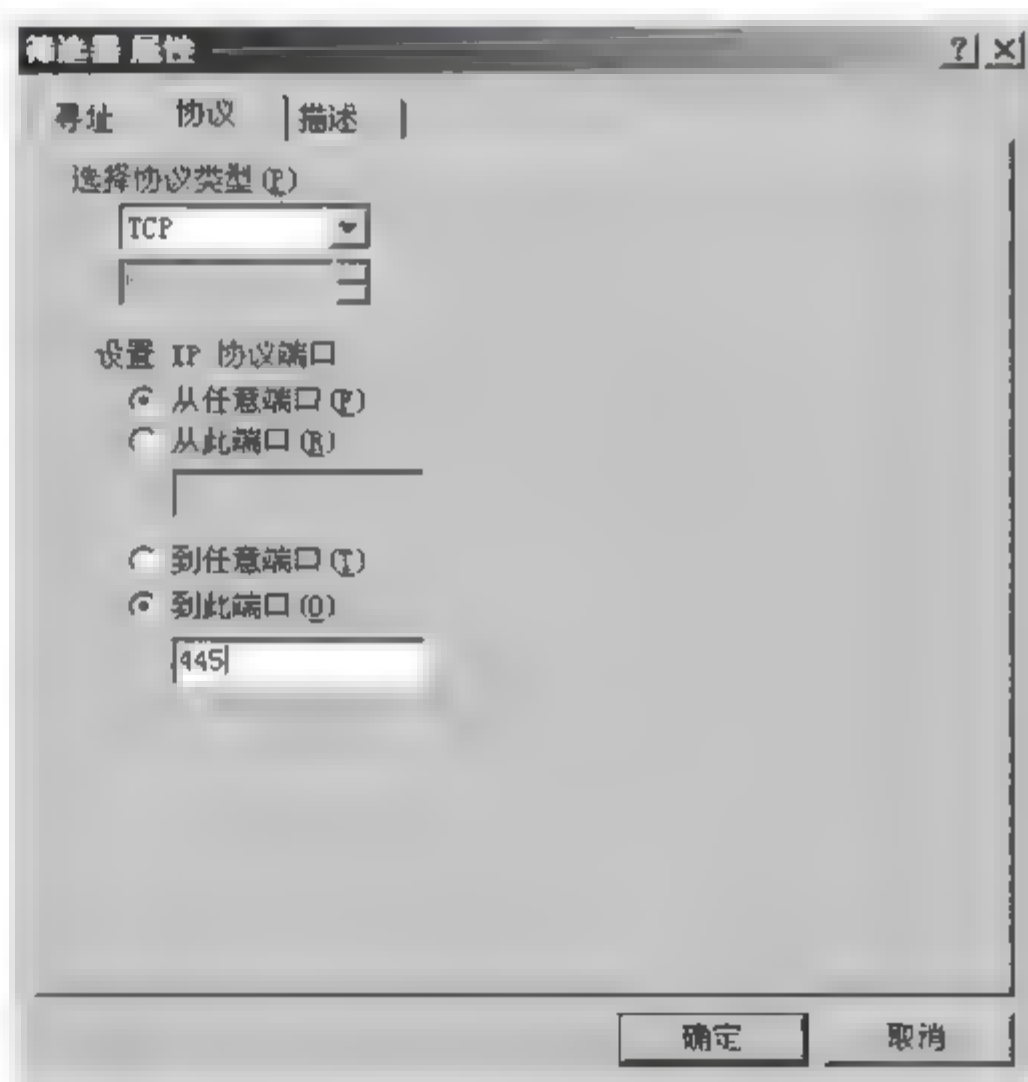 筛选器 属性
寻址 协议 描述
选择协议类型(P)
TCP
设置 IP 协议端口
从任意端口(F)
从此端口(R)
到任意端口(T)
到此端口(O)
445
确定 取消